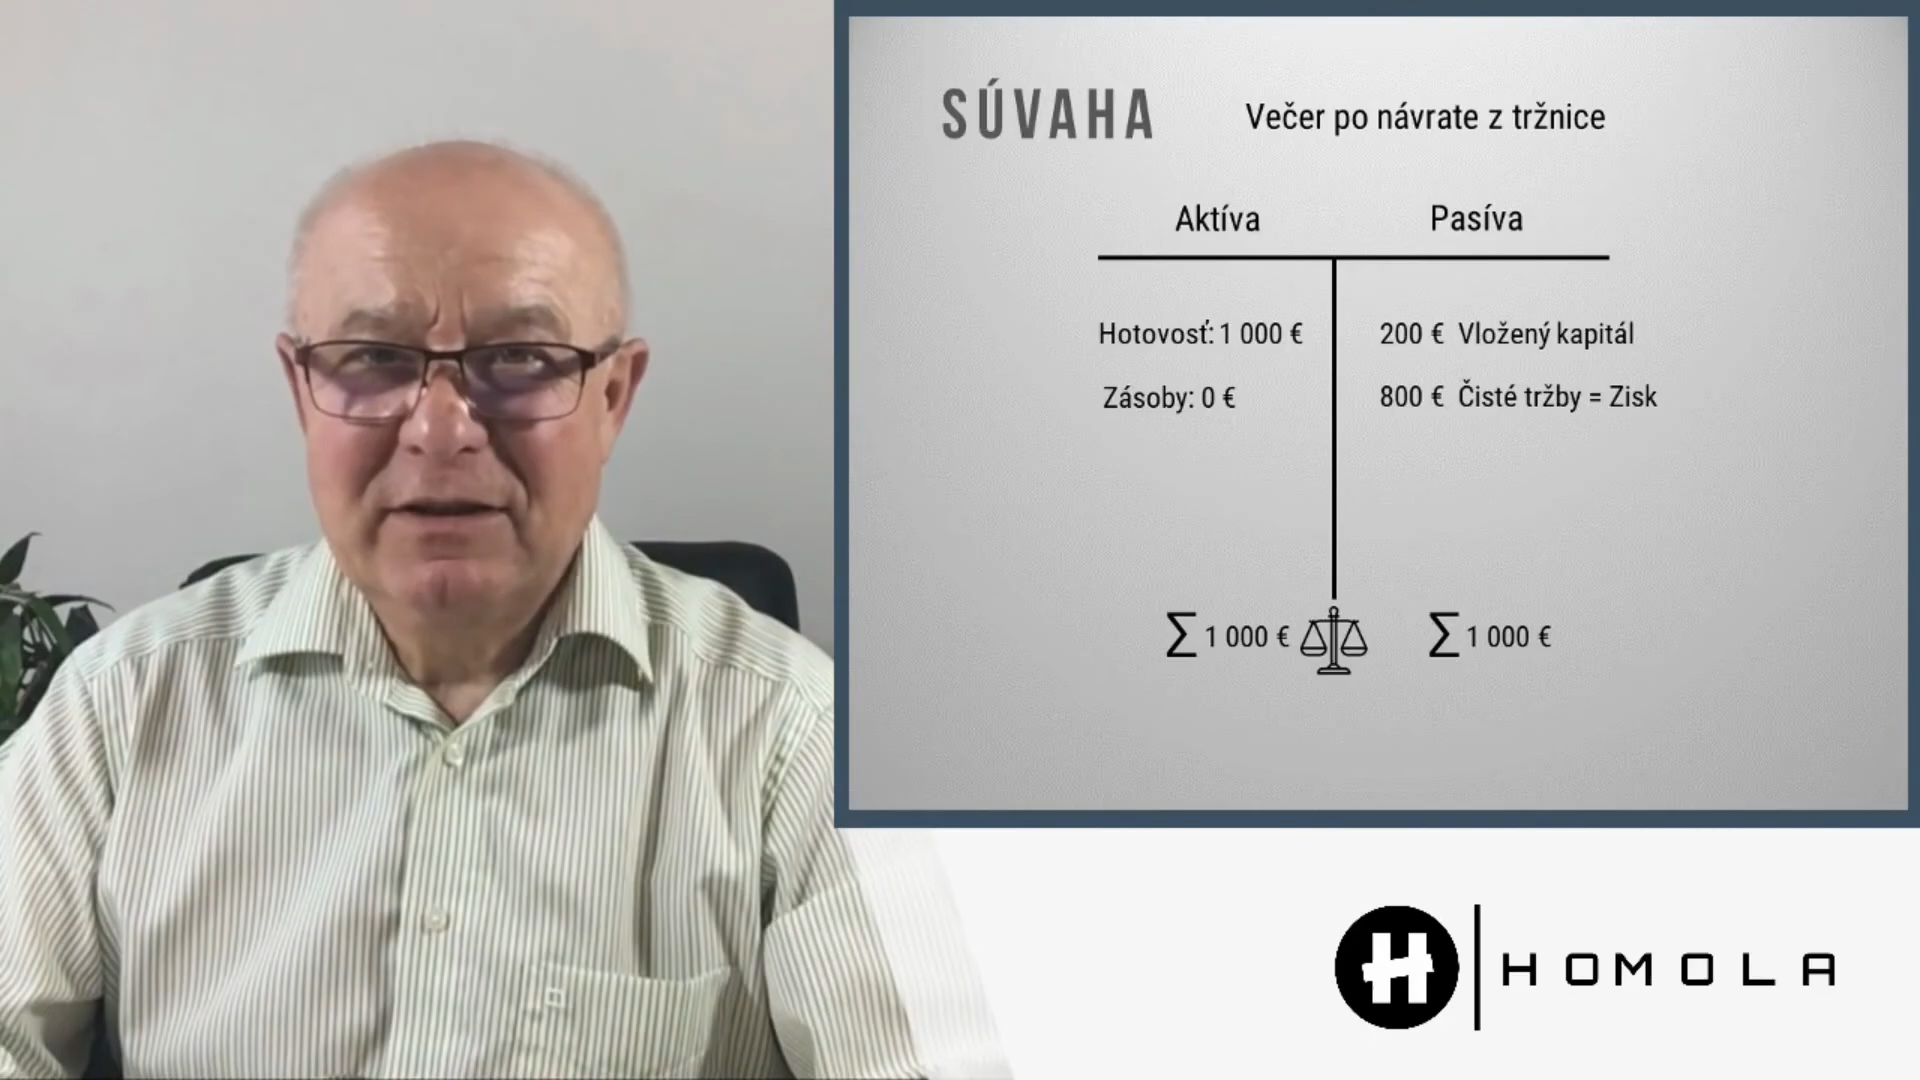 SÚVAHA
Večer po návrate z tržnice
Aktíva
Pasíva
Hotovosť: 1 000 €
200 € Vložený kapitál
Zásoby: 0 €
800 € Čisté tržby = Zisk
∑ 1 000 €
∑ 1 000 €
H HOMOLA